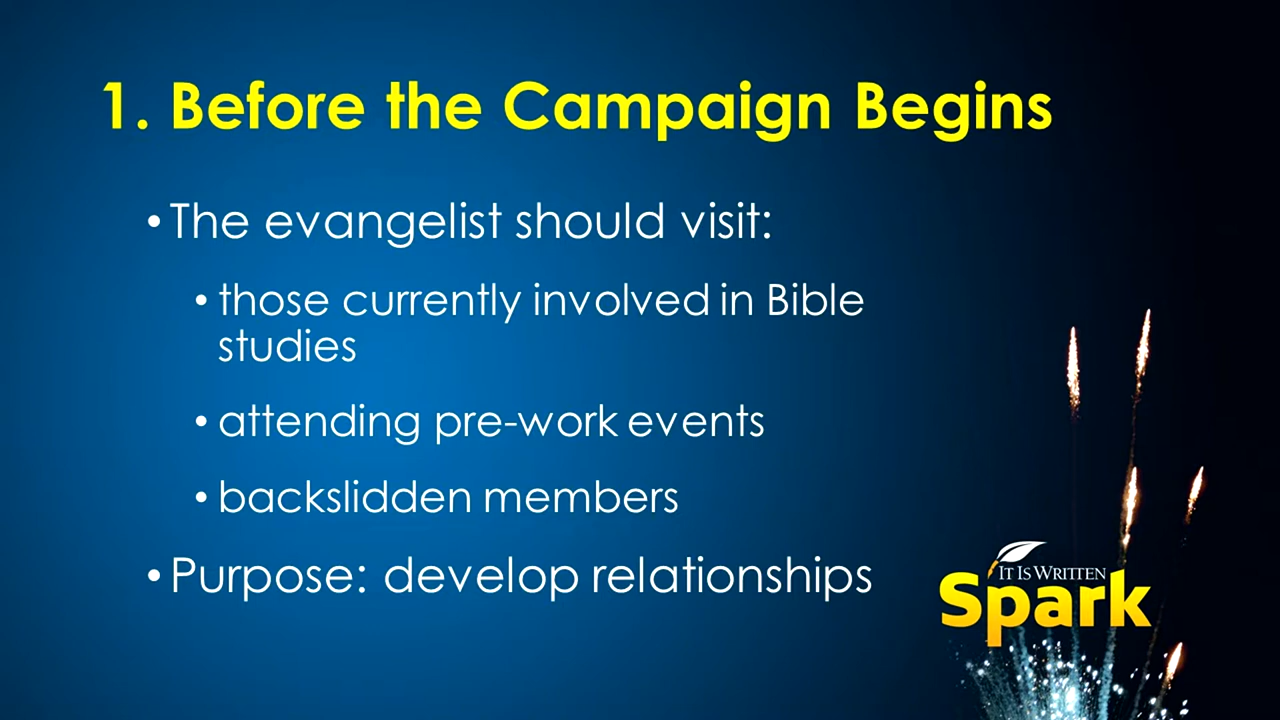 1. Before the Campaign Begins
• The evangelist should visit:
• those currently involved in Bible
studies
• attending pre-work events
• backslidden members
• Purpose: develop relationships
IT IS WRITTEN
Spark